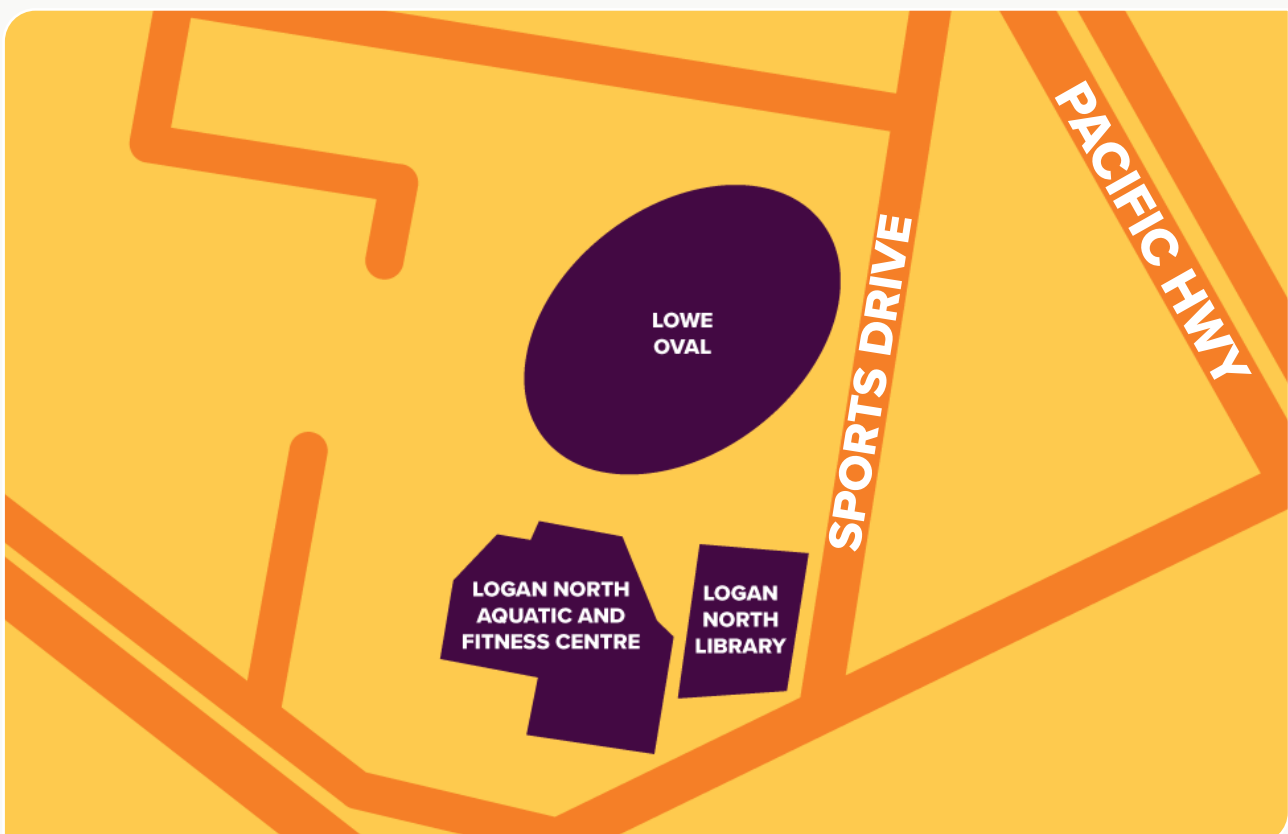 PACIFIC HWY
SPORTS DRIVE
LOWE
OVAL
LOGAN NORTH
AQUATIC AND
FITNESS CENTRE
LOGAN
NORTH
LIBRARY